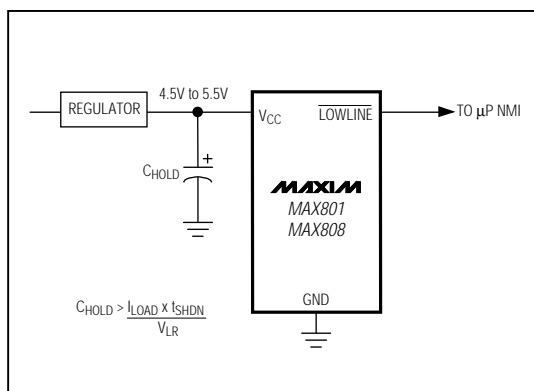 REGULATOR
4.5V to 5.5V
VCC
LOWLINE
TO μP NMI
CHOLD
+
MAXIM
MAX801
MAX808
GND
CHOLD > ILOAD x tSHDN
VLR